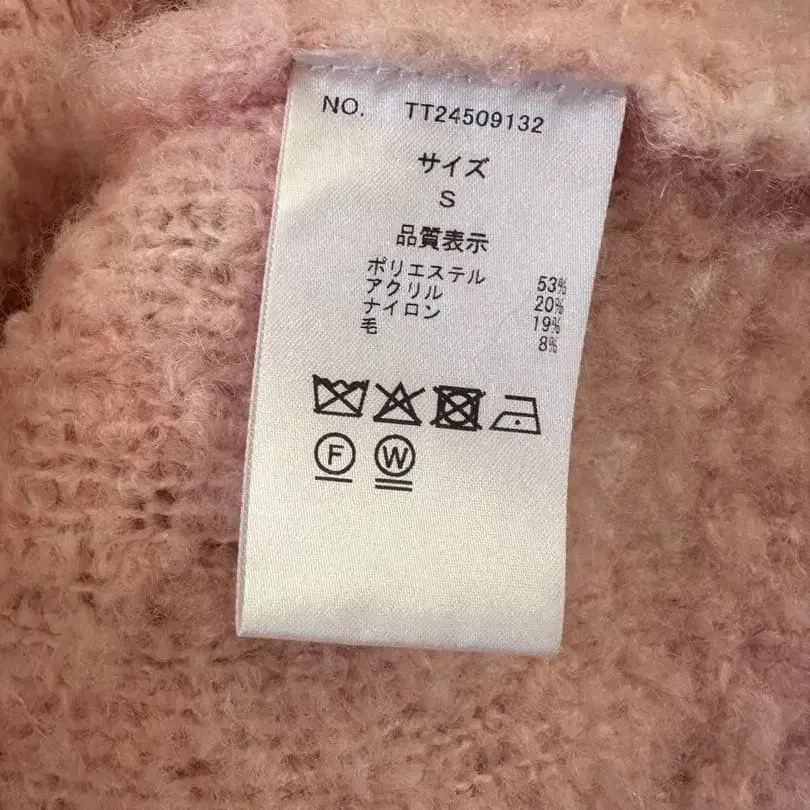 NO. TT24509132
サイズ
S
品質表示
ポリエステル 53%
アクリル 20%
ナイロン 19%
毛 8%
F W